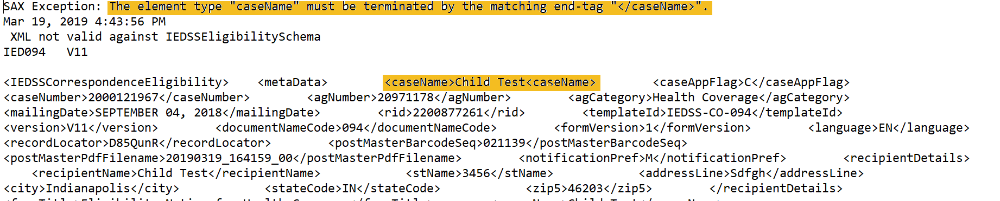 SAX Exception: The element type "caseName" must be terminated by the matching end-tag "</caseName>".
Mar 19, 2019 4:43:56 PM
XML not valid against IEDSSEligibilitySchema
IED094 V11
<IEDSSCorrespondenceEligibility> <metaData> <caseName>Child Test<caseName> <caseAppFlag>C</caseAppFlag>
<caseNumber>2000121967</caseNumber> <agNumber>20971178</agNumber> <agCategory>Health Coverage</agCategory>
<mailingDate>SEPTEMBER 04, 2018</mailingDate> <rid>2200877261</rid> <templateId>IEDSS-CO-094</templateId>
<version>V11</version> <documentNameCode>094</documentNameCode> <formVersion>1</formVersion> <language>EN</language>
<recordLocator>D85QunR</recordLocator> <postMasterBarcodeSeq>021139</postMasterBarcodeSeq>
<postMasterPdfFilename>20190319_164159_00</postMasterPdfFilename> <notificationPref>M</notificationPref> <recipientDetails>
<recipientName>Child Test</recipientName> <stName>3456</stName> <addressLine>Sdfgh</addressLine>
<city>Indianapolis</city> <stateCode>IN</stateCode> <zip5>46203</zip5> </recipientDetails>